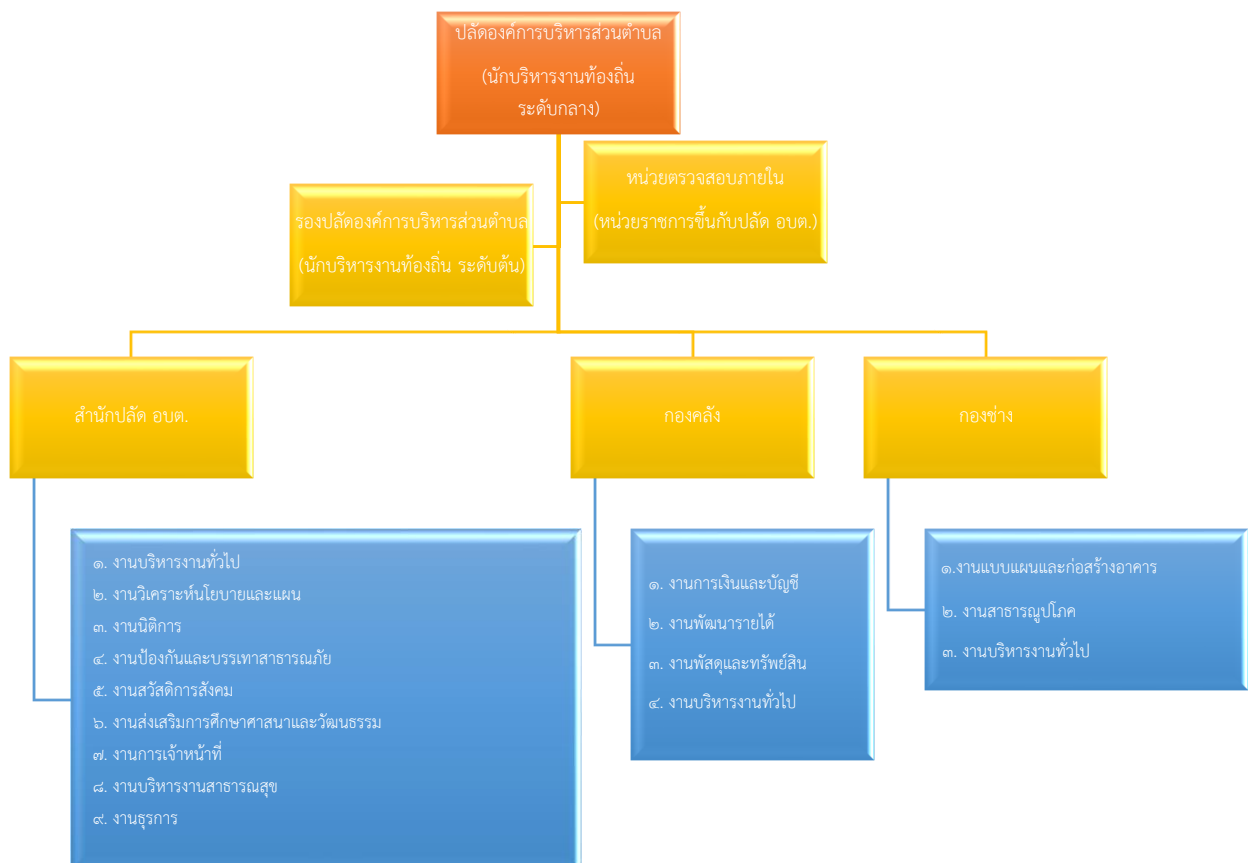 ปลัดองค์การบริหารส่วนตำบล
(นักบริหารงานท้องถิ่น
ระดับกลาง)
หน่วยตรวจสอบภายใน
(หน่วยราชการขึ้นกับปลัด อบต.)
รองปลัดองค์การบริหารส่วนตำบล
(นักบริหารงานท้องถิ่น ระดับต้น)
สำนักปลัด อบต.
กองคลัง
กองช่าง
๑. งานบริหารงานทั่วไป
๒. งานวิเคราะห์นโยบายและแผน
๓. งานนิติการ
๔. งานป้องกันและบรรเทาสาธารณภัย
๕. งานสวัสดิการสังคม
๖. งานส่งเสริมการศึกษาศาสนาและวัฒนธรรม
๗. งานการเจ้าหน้าที่
๘. งานบริหารงานสาธารณสุข
๙. งานธุรการ
๑. งานการเงินและบัญชี
๒. งานพัฒนารายได้
๓. งานพัสดุและทรัพย์สิน
๔. งานบริหารงานทั่วไป
๑.งานแบบแผนและก่อสร้างอาคาร
๒. งานสาธารณูปโภค
๓. งานบริหารงานทั่วไป